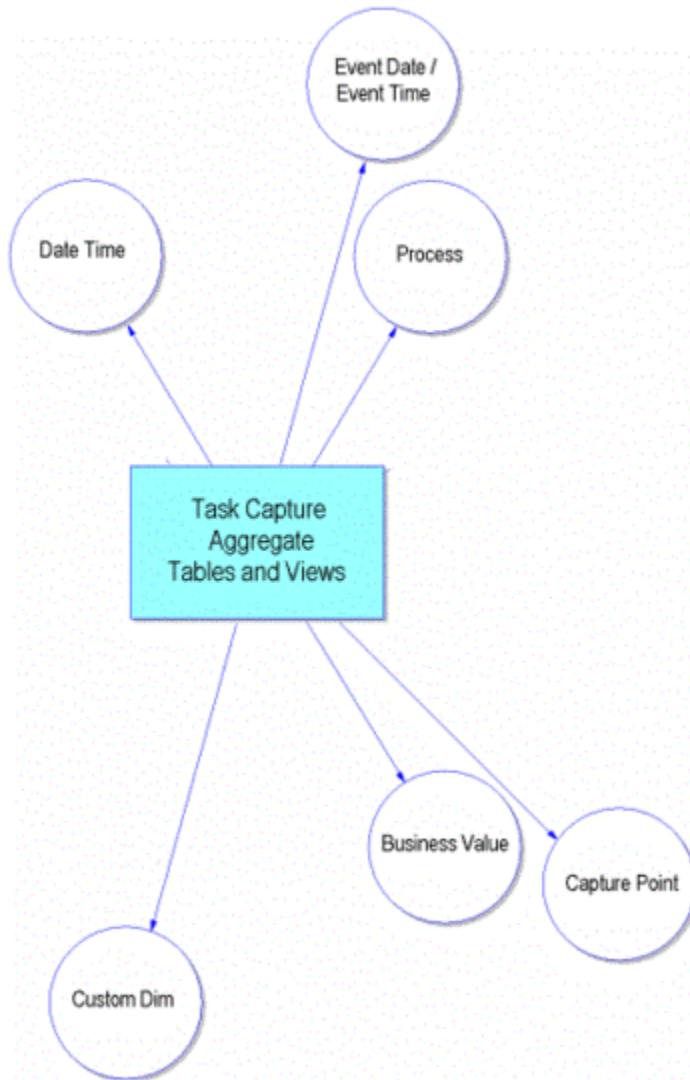 Event Date /
Event Time
Date Time
Process
Task Capture
Aggregate
Tables and Views
Business Value
Capture Point
Custom Dim